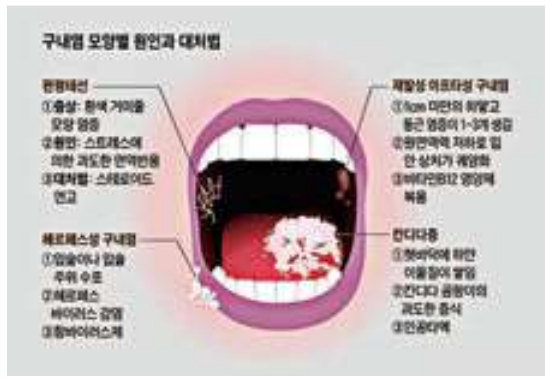 구내염 모양별 원인과 대처법
편평태선
①증상: 흰색 거미줄
모양 염증
②원인: 스트레스에
의한 과도한 면역반응
③대처법: 스테로이드
연고
재발성 아프타성 구내염
①1cm 미만의 얕고
둥근 염증이 1~3개 생김
②면역력 저하로 입
안 상처가 궤양화
③비타민B12 영양제
복용
헤르페스성 구내염
①입술이나 입술
주위 수포
②헤르페스
바이러스 감염
③항바이러스제
칸디다증
①혓바닥에 하얀
이물질이 쌓임
②칸디다 곰팡이의
과도한 증식
③인공타액